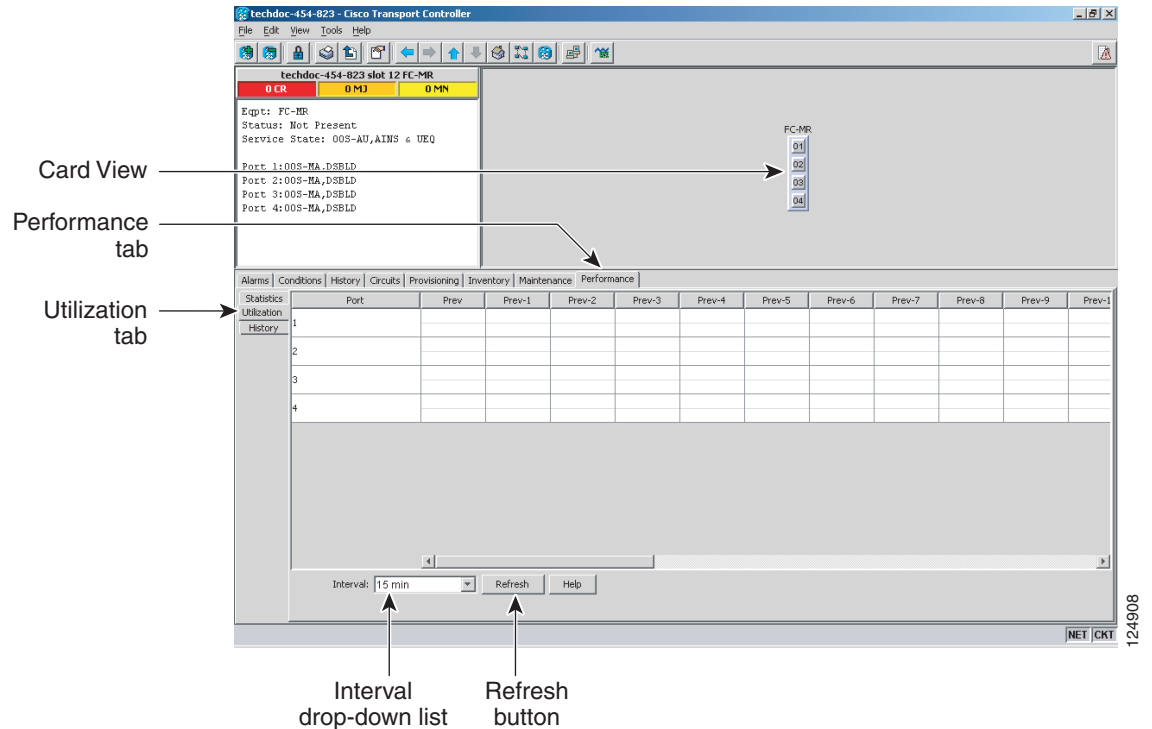 techdoc-454-823 - Cisco Transport Controller
File Edit View Tools Help
techdoc-454-823 slot 12 FC-MR
0 CR 0 MJ 0 MN
Eqpt: FC-MR
Status: Not Present
Service State: OOS-AU,AINS & UEQ
Port 1:OOS-MA.DSBLD
Port 2:OOS-MA,DSBLD
Port 3:OOS-MA,DSBLD
Port 4:OOS-MA,DSBLD
FC-MR
01
02
03
04
Card View
Performance
tab
Utilization
tab
Alarms Conditions History Circuits Provisioning Inventory Maintenance Performance
Statistics
Utilization
History
Port Prev Prev-1 Prev-2 Prev-3 Prev-4 Prev-5 Prev-6 Prev-7 Prev-8 Prev-9 Prev-1
1
2
3
4
Interval: 15 min Refresh Help
NET CKT
124908
Interval
drop-down list
Refresh
button